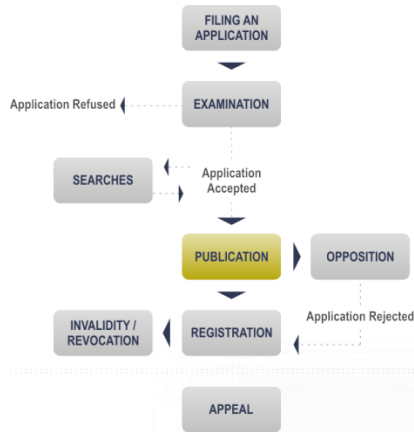 FILING AN
APPLICATION
Application Refused
EXAMINATION
SEARCHES
Application
Accepted
PUBLICATION
OPPOSITION
INVALIDITY /
REVOCATION
REGISTRATION
Application Rejected
APPEAL